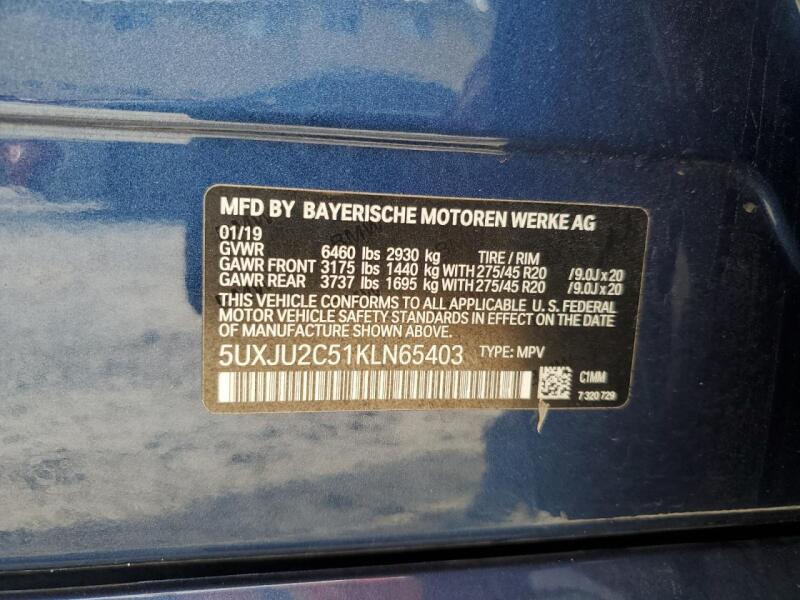 MFD BY BAYERISCHE MOTOREN WERKE AG
01/19
GVWR 6460 lbs 2930 kg TIRE / RIM
GAWR FRONT 3175 lbs 1440 kg WITH 275/45 R20 /9.0J x 20
GAWR REAR 3737 lbs 1695 kg WITH 275/45 R20 /9.0J x 20
THIS VEHICLE CONFORMS TO ALL APPLICABLE U.S. FEDERAL
MOTOR VEHICLE SAFETY STANDARDS IN EFFECT ON THE DATE
OF MANUFACTURE SHOWN ABOVE.
5UXJU2C51KLN65403 TYPE: MPV
C1MM
7 320 729